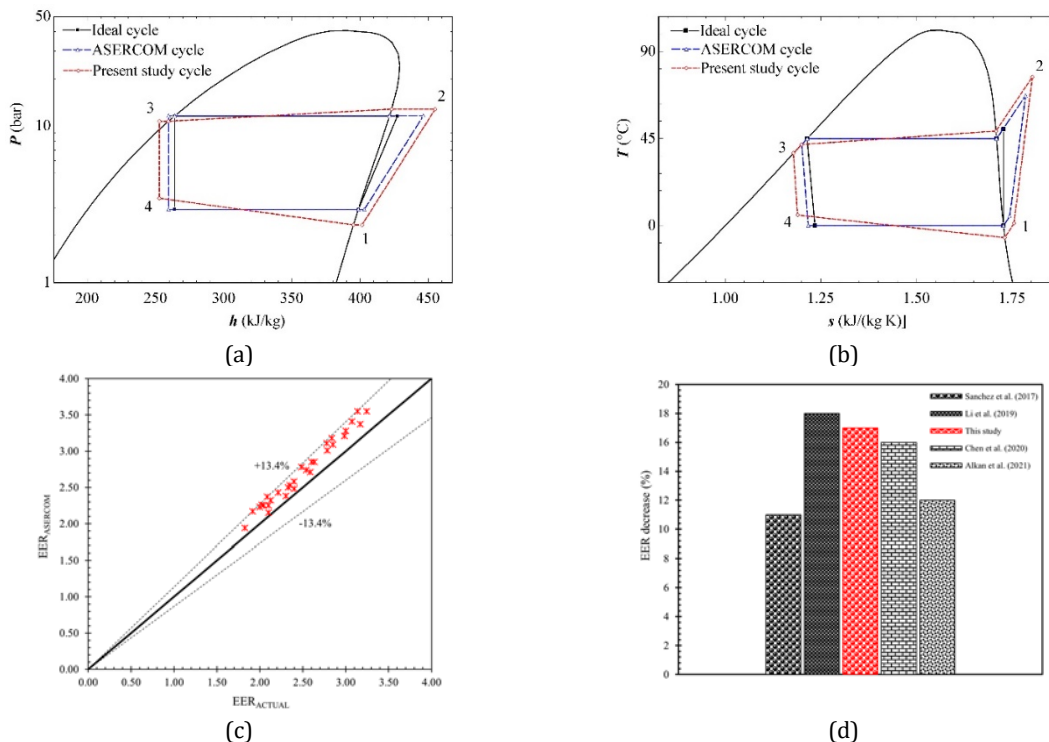 50
Ideal cycle
ASERCOM cycle
Present study cycle
2
3
10
P (bar)
4
1
1
200
250
300
350
400
450
h (kJ/kg)
(a)
Ideal cycle
ASERCOM cycle
Present study cycle
90
2
45
T (°C)
3
4
0
1
1.00
1.25
1.50
1.75
s (kJ/(kg K)]
(b)
4.00
3.50
3.00
2.50
2.00
1.50
1.00
0.50
0.00
EER_ASERCOM
+13.4%
-13.4%
0.00
0.50
1.00
1.50
2.00
2.50
3.00
3.50
4.00
EER_ACTUAL
(c)
20
18
16
14
12
10
8
6
4
2
0
EER decrease (%)
Sanchez et al. (2017)
Li et al. (2019)
This study
Chen et al. (2020)
Alkan et al. (2021)
(d)